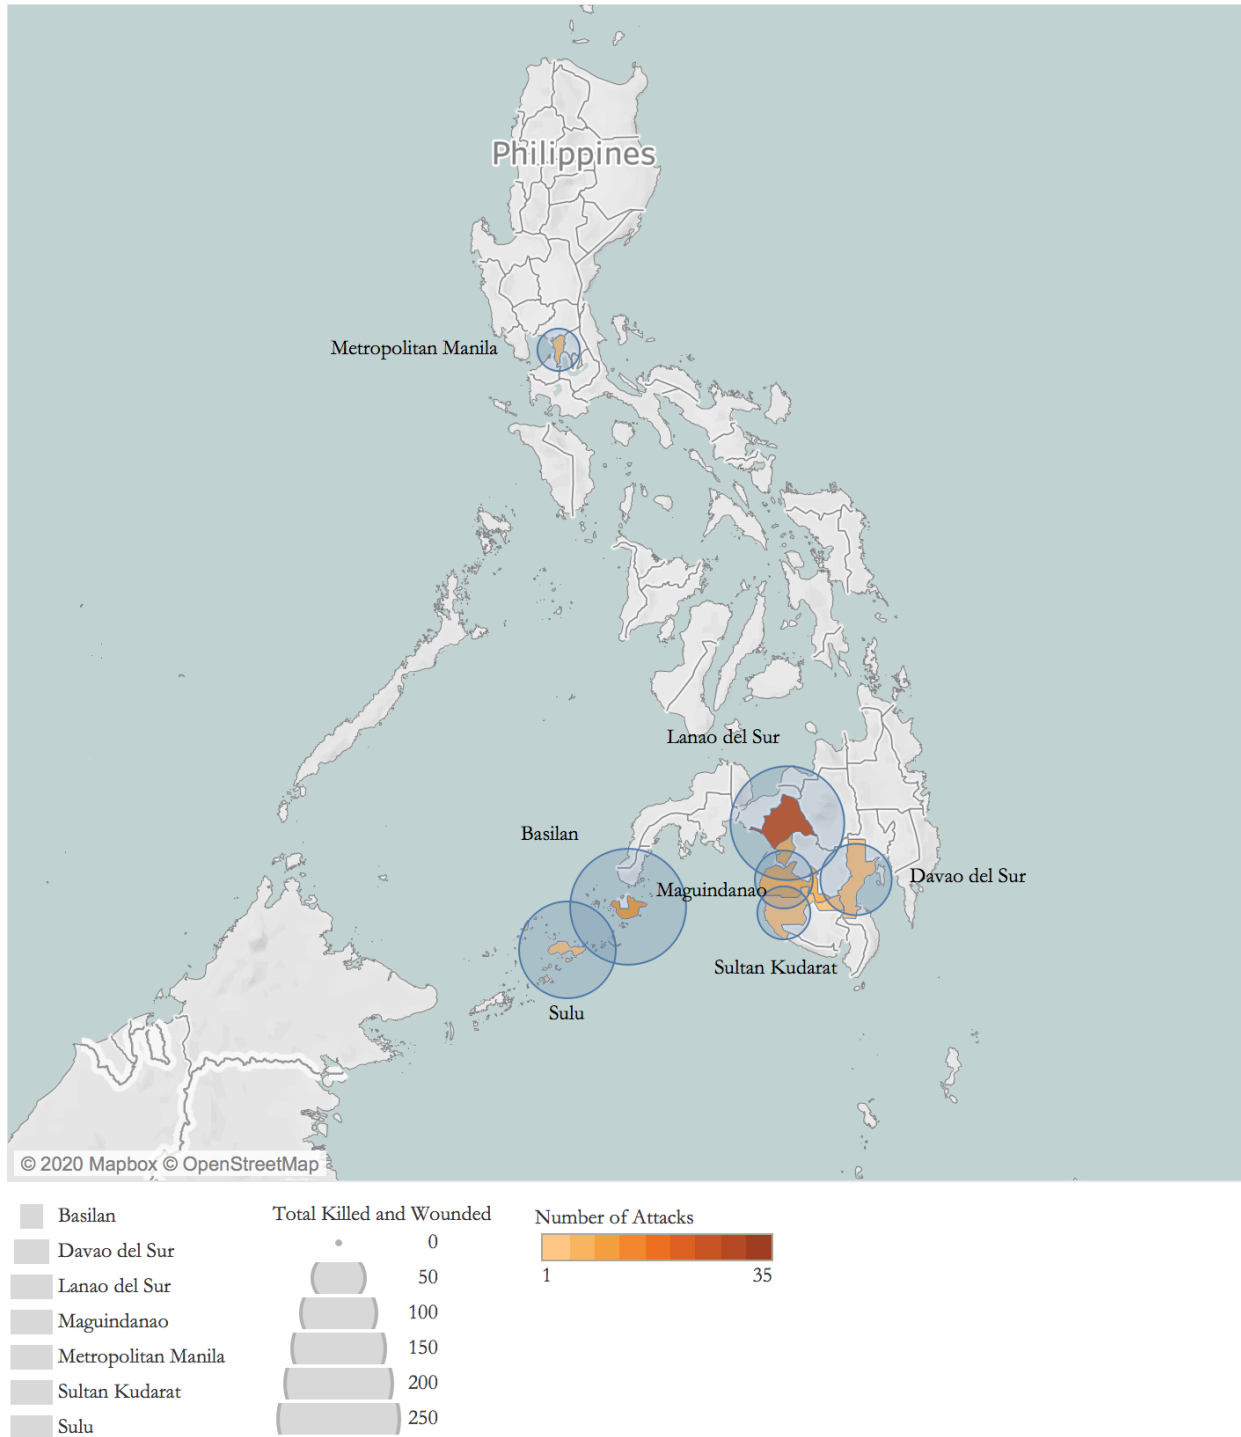 Philippines
Metropolitan Manila
Lanao del Sur
Basilan
Maguindanao
Davao del Sur
Sultan Kudarat
Sulu
© 2020 Mapbox © OpenStreetMap
Basilan
Davao del Sur
Lanao del Sur
Maguindanao
Metropolitan Manila
Sultan Kudarat
Sulu
Total Killed and Wounded
0
50
100
150
200
250
Number of Attacks
1 35